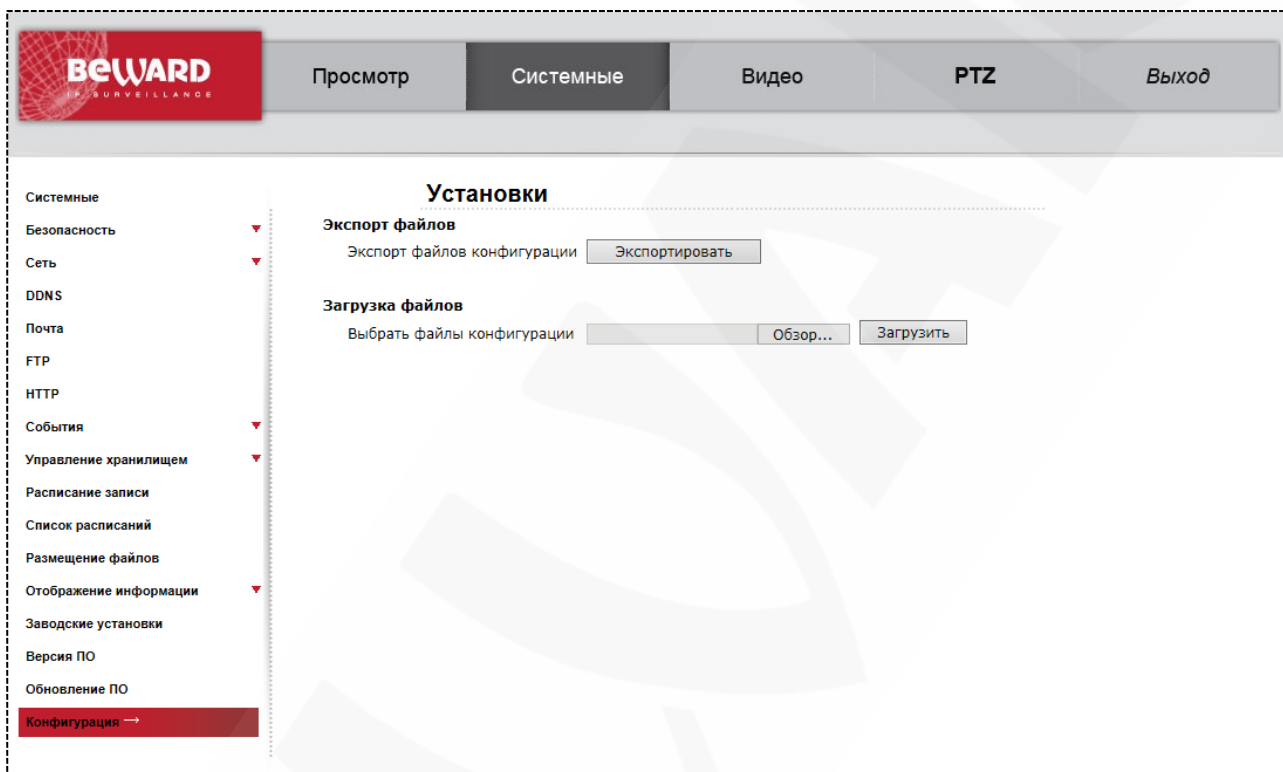 BEWARD
IP SURVEILLANCE
Просмотр
Системные
Видео
PTZ
Выход
Системные
Безопасность
Сеть
DDNS
Почта
FTP
HTTP
События
Управление хранилищем
Расписание записи
Список расписаний
Размещение файлов
Отображение информации
Заводские установки
Версия ПО
Обновление ПО
Конфигурация →
Установки
Экспорт файлов
Экспорт файлов конфигурации Экспортировать
Загрузка файлов
Выбрать файлы конфигурации Обзор... Загрузить